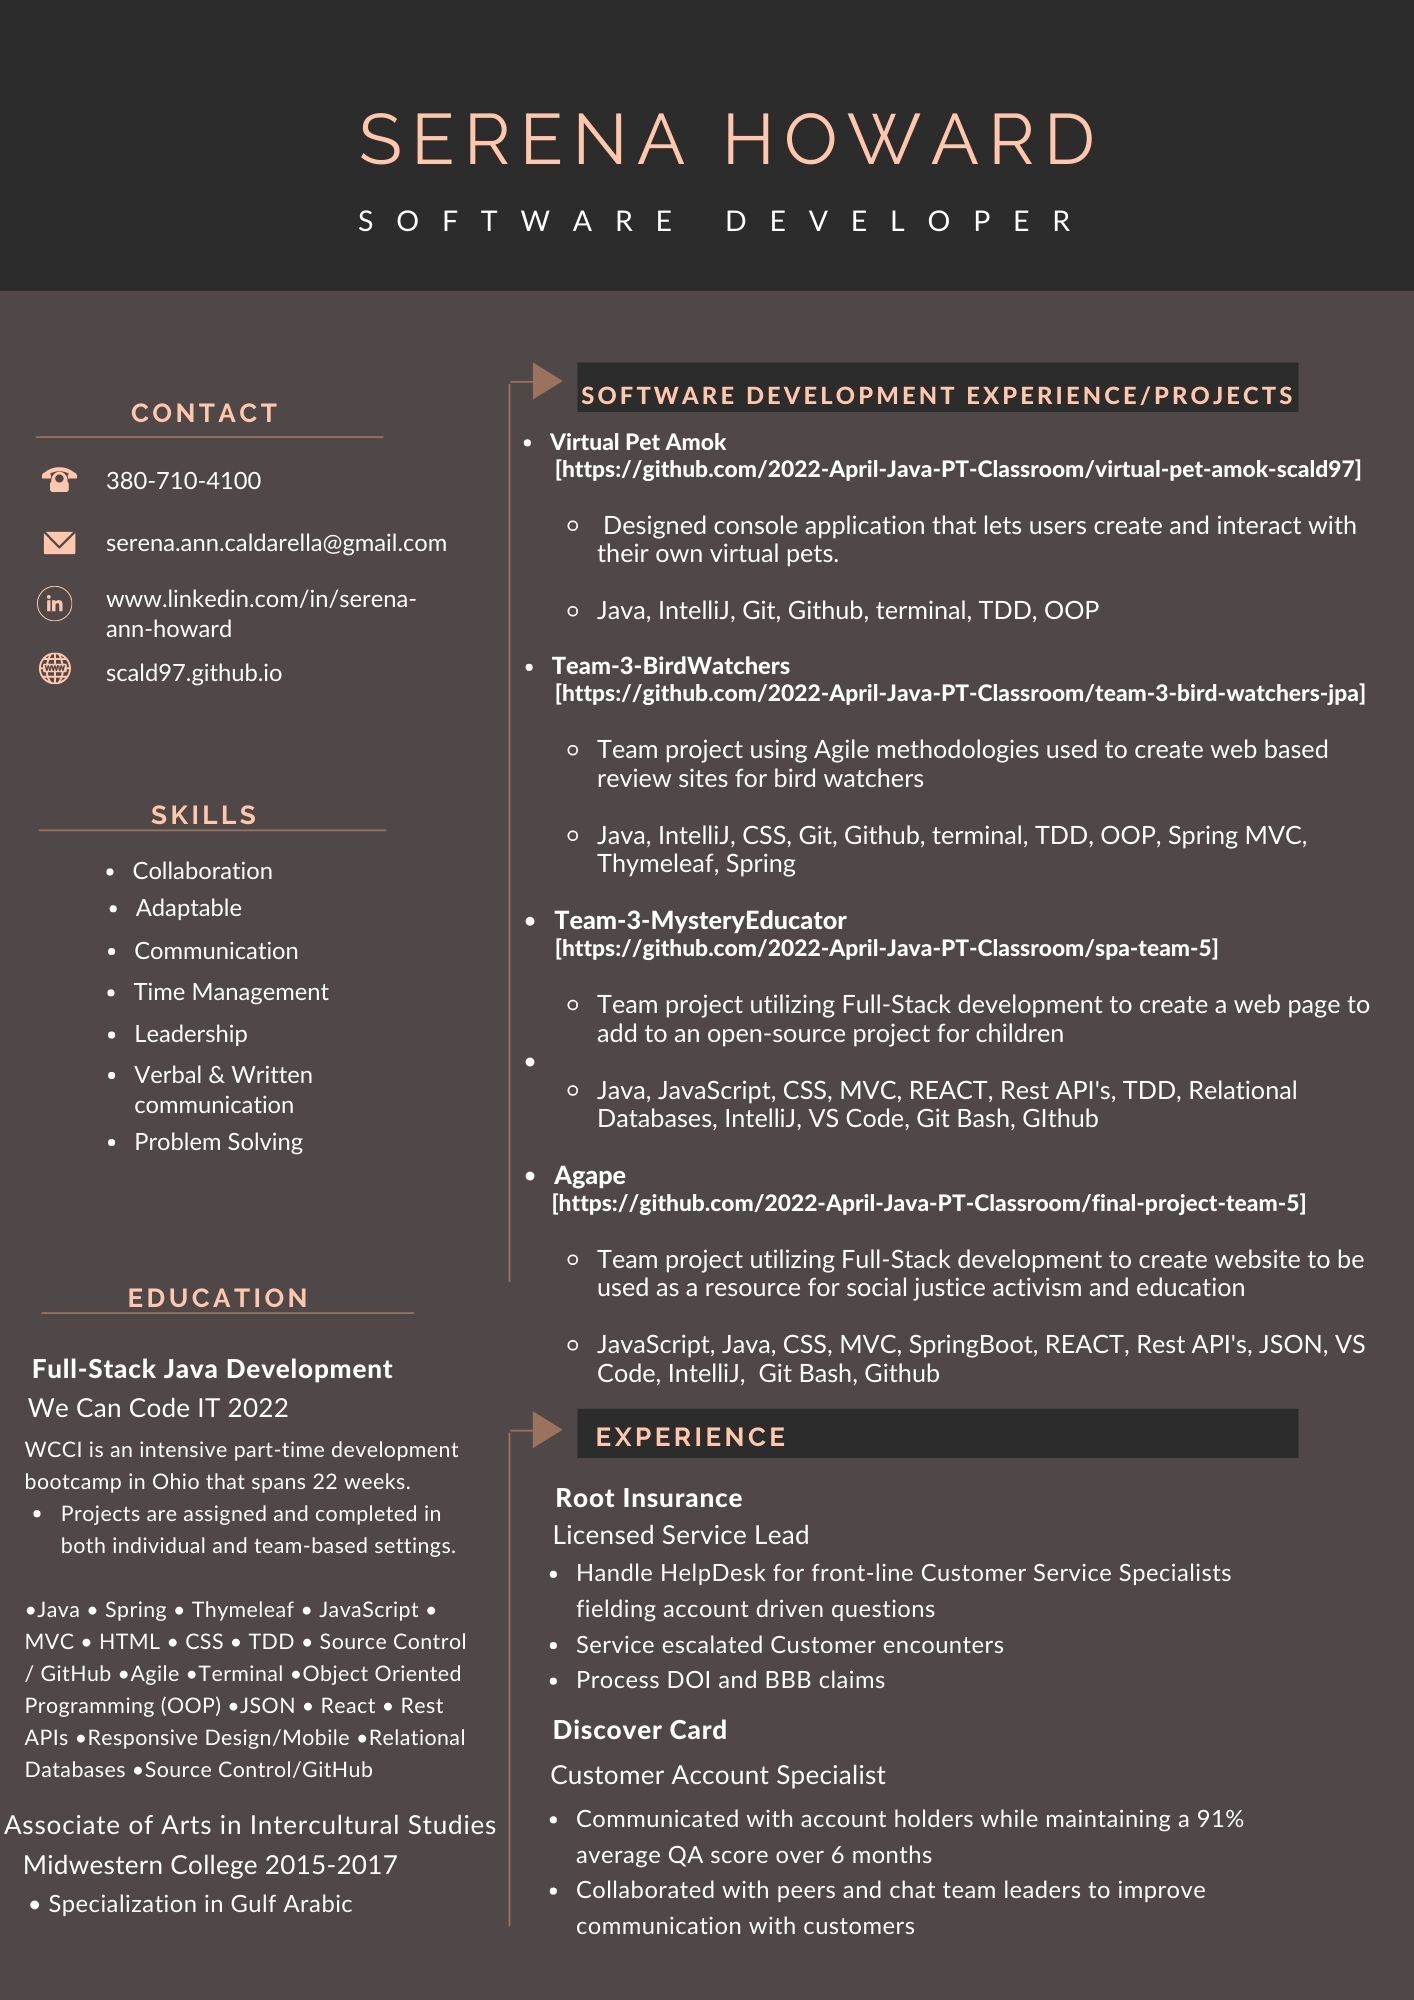 SERENA HOWARD
SOFTWARE DEVELOPER
CONTACT
380-710-4100
serena.ann.caldarella@gmail.com
www.linkedin.com/in/serena-
ann-howard
scald97.github.io
SKILLS
• Collaboration
• Adaptable
• Communication
• Time Management
• Leadership
• Verbal & Written
communication
• Problem Solving
EDUCATION
Full-Stack Java Development
We Can Code IT 2022
WCCI is an intensive part-time development
bootcamp in Ohio that spans 22 weeks.
• Projects are assigned and completed in
both individual and team-based settings.
•Java • Spring • Thymeleaf • JavaScript •
MVC • HTML • CSS • TDD • Source Control
/ GitHub •Agile •Terminal •Object Oriented
Programming (OOP) •JSON • React • Rest
APIs •Responsive Design/Mobile •Relational
Databases •Source Control/GitHub
Associate of Arts in Intercultural Studies
Midwestern College 2015-2017
• Specialization in Gulf Arabic
SOFTWARE DEVELOPMENT EXPERIENCE/PROJECTS
• Virtual Pet Amok
[https://github.com/2022-April-Java-PT-Classroom/virtual-pet-amok-scald97]
◦ Designed console application that lets users create and interact with
their own virtual pets.
◦ Java, IntelliJ, Git, Github, terminal, TDD, OOP
• Team-3-BirdWatchers
[https://github.com/2022-April-Java-PT-Classroom/team-3-bird-watchers-jpa]
◦ Team project using Agile methodologies used to create web based
review sites for bird watchers
◦ Java, IntelliJ, CSS, Git, Github, terminal, TDD, OOP, Spring MVC,
Thymeleaf, Spring
• Team-3-MysteryEducator
[https://github.com/2022-April-Java-PT-Classroom/spa-team-5]
◦ Team project utilizing Full-Stack development to create a web page to
add to an open-source project for children
•
◦ Java, JavaScript, CSS, MVC, REACT, Rest API's, TDD, Relational
Databases, IntelliJ, VS Code, Git Bash, GIthub
• Agape
[https://github.com/2022-April-Java-PT-Classroom/final-project-team-5]
◦ Team project utilizing Full-Stack development to create website to be
used as a resource for social justice activism and education
◦ JavaScript, Java, CSS, MVC, SpringBoot, REACT, Rest API's, JSON, VS
Code, IntelliJ, Git Bash, Github
EXPERIENCE
Root Insurance
Licensed Service Lead
• Handle HelpDesk for front-line Customer Service Specialists
fielding account driven questions
• Service escalated Customer encounters
• Process DOI and BBB claims
Discover Card
Customer Account Specialist
• Communicated with account holders while maintaining a 91%
average QA score over 6 months
• Collaborated with peers and chat team leaders to improve
communication with customers